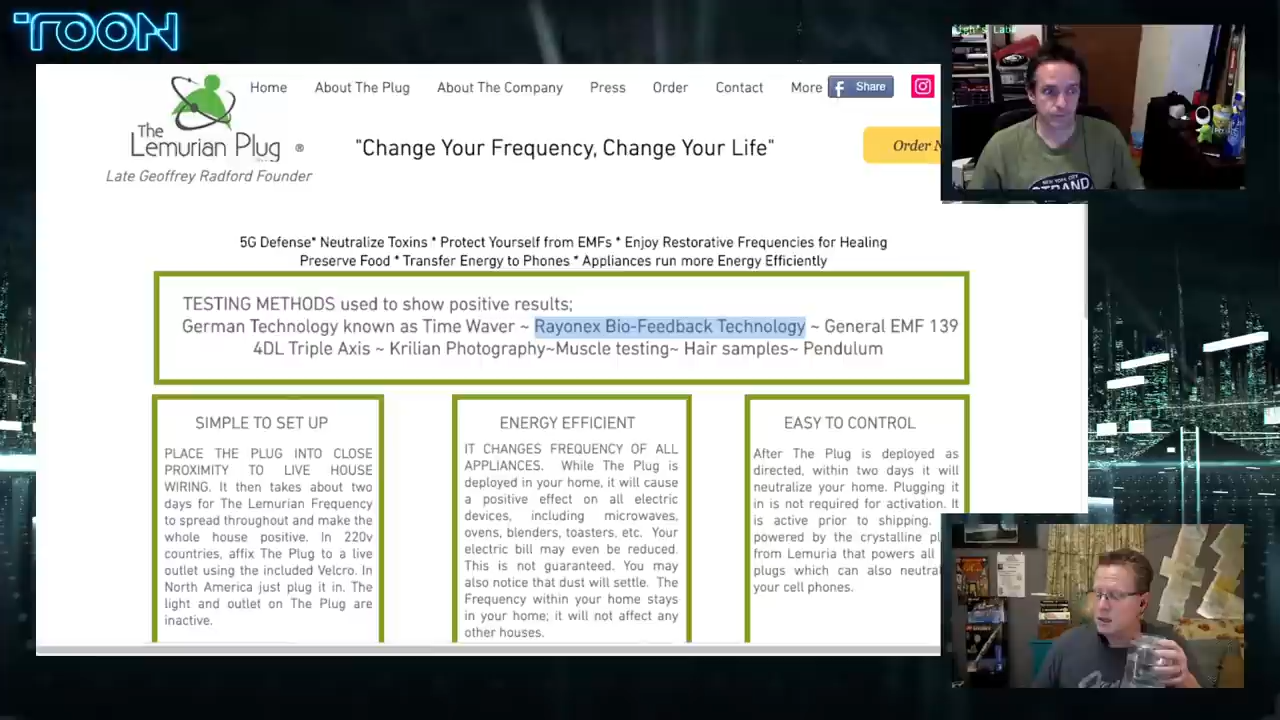 TOON
Home About The Plug About The Company Press Order Contact More Share
The
Lemurian Plug ®
Late Geoffrey Radford Founder
"Change Your Frequency, Change Your Life"
Order N
5G Defense* Neutralize Toxins * Protect Yourself from EMFs * Enjoy Restorative Frequencies for Healing
Preserve Food * Transfer Energy to Phones * Appliances run more Energy Efficiently
TESTING METHODS used to show positive results;
German Technology known as Time Waver ~ Rayonex Bio-Feedback Technology ~ General EMF 139
4DL Triple Axis ~ Krilian Photography~Muscle testing~ Hair samples~ Pendulum
SIMPLE TO SET UP
PLACE THE PLUG INTO CLOSE
PROXIMITY TO LIVE HOUSE
WIRING. It then takes about two
days for The Lemurian Frequency
to spread throughout and make the
whole house positive. In 220v
countries, affix The Plug to a live
outlet using the included Velcro. In
North America just plug it in. The
light and outlet on The Plug are
inactive.
ENERGY EFFICIENT
IT CHANGES FREQUENCY OF ALL
APPLIANCES. While The Plug is
deployed in your home, it will cause
a positive effect on all electric
devices, including microwaves,
ovens, blenders, toasters, etc. Your
electric bill may even be reduced.
This is not guaranteed. You may
also notice that dust will settle. The
Frequency within your home stays
in your home; it will not affect any
other houses.
EASY TO CONTROL
After The Plug is deployed as
directed, within two days it will
neutralize your home. Plugging it
in is not required for activation. It
is active prior to shipping.
powered by the crystalline pl
from Lemuria that powers all
plugs which can also neutral
your cell phones.
NEW YORK CITY
STRAND